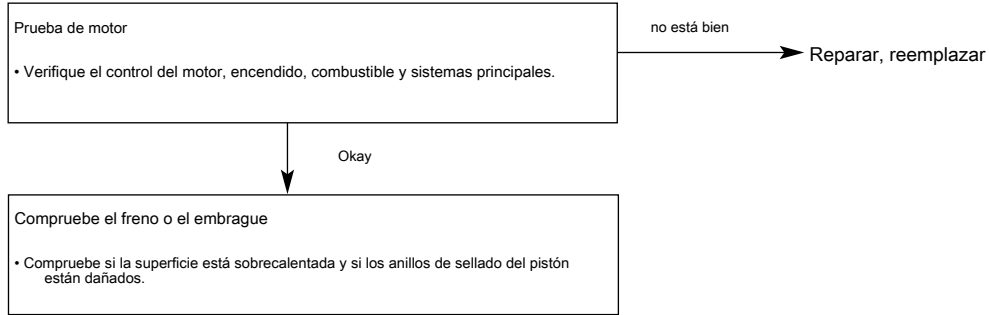 Prueba de motor
no está bien
Reparar, reemplazar
• Verifique el control del motor, encendido, combustible y sistemas principales.
Okay
Compruebe el freno o el embrague
• Compruebe si la superficie está sobrecalentada y si los anillos de sellado del pistón
están dañados.